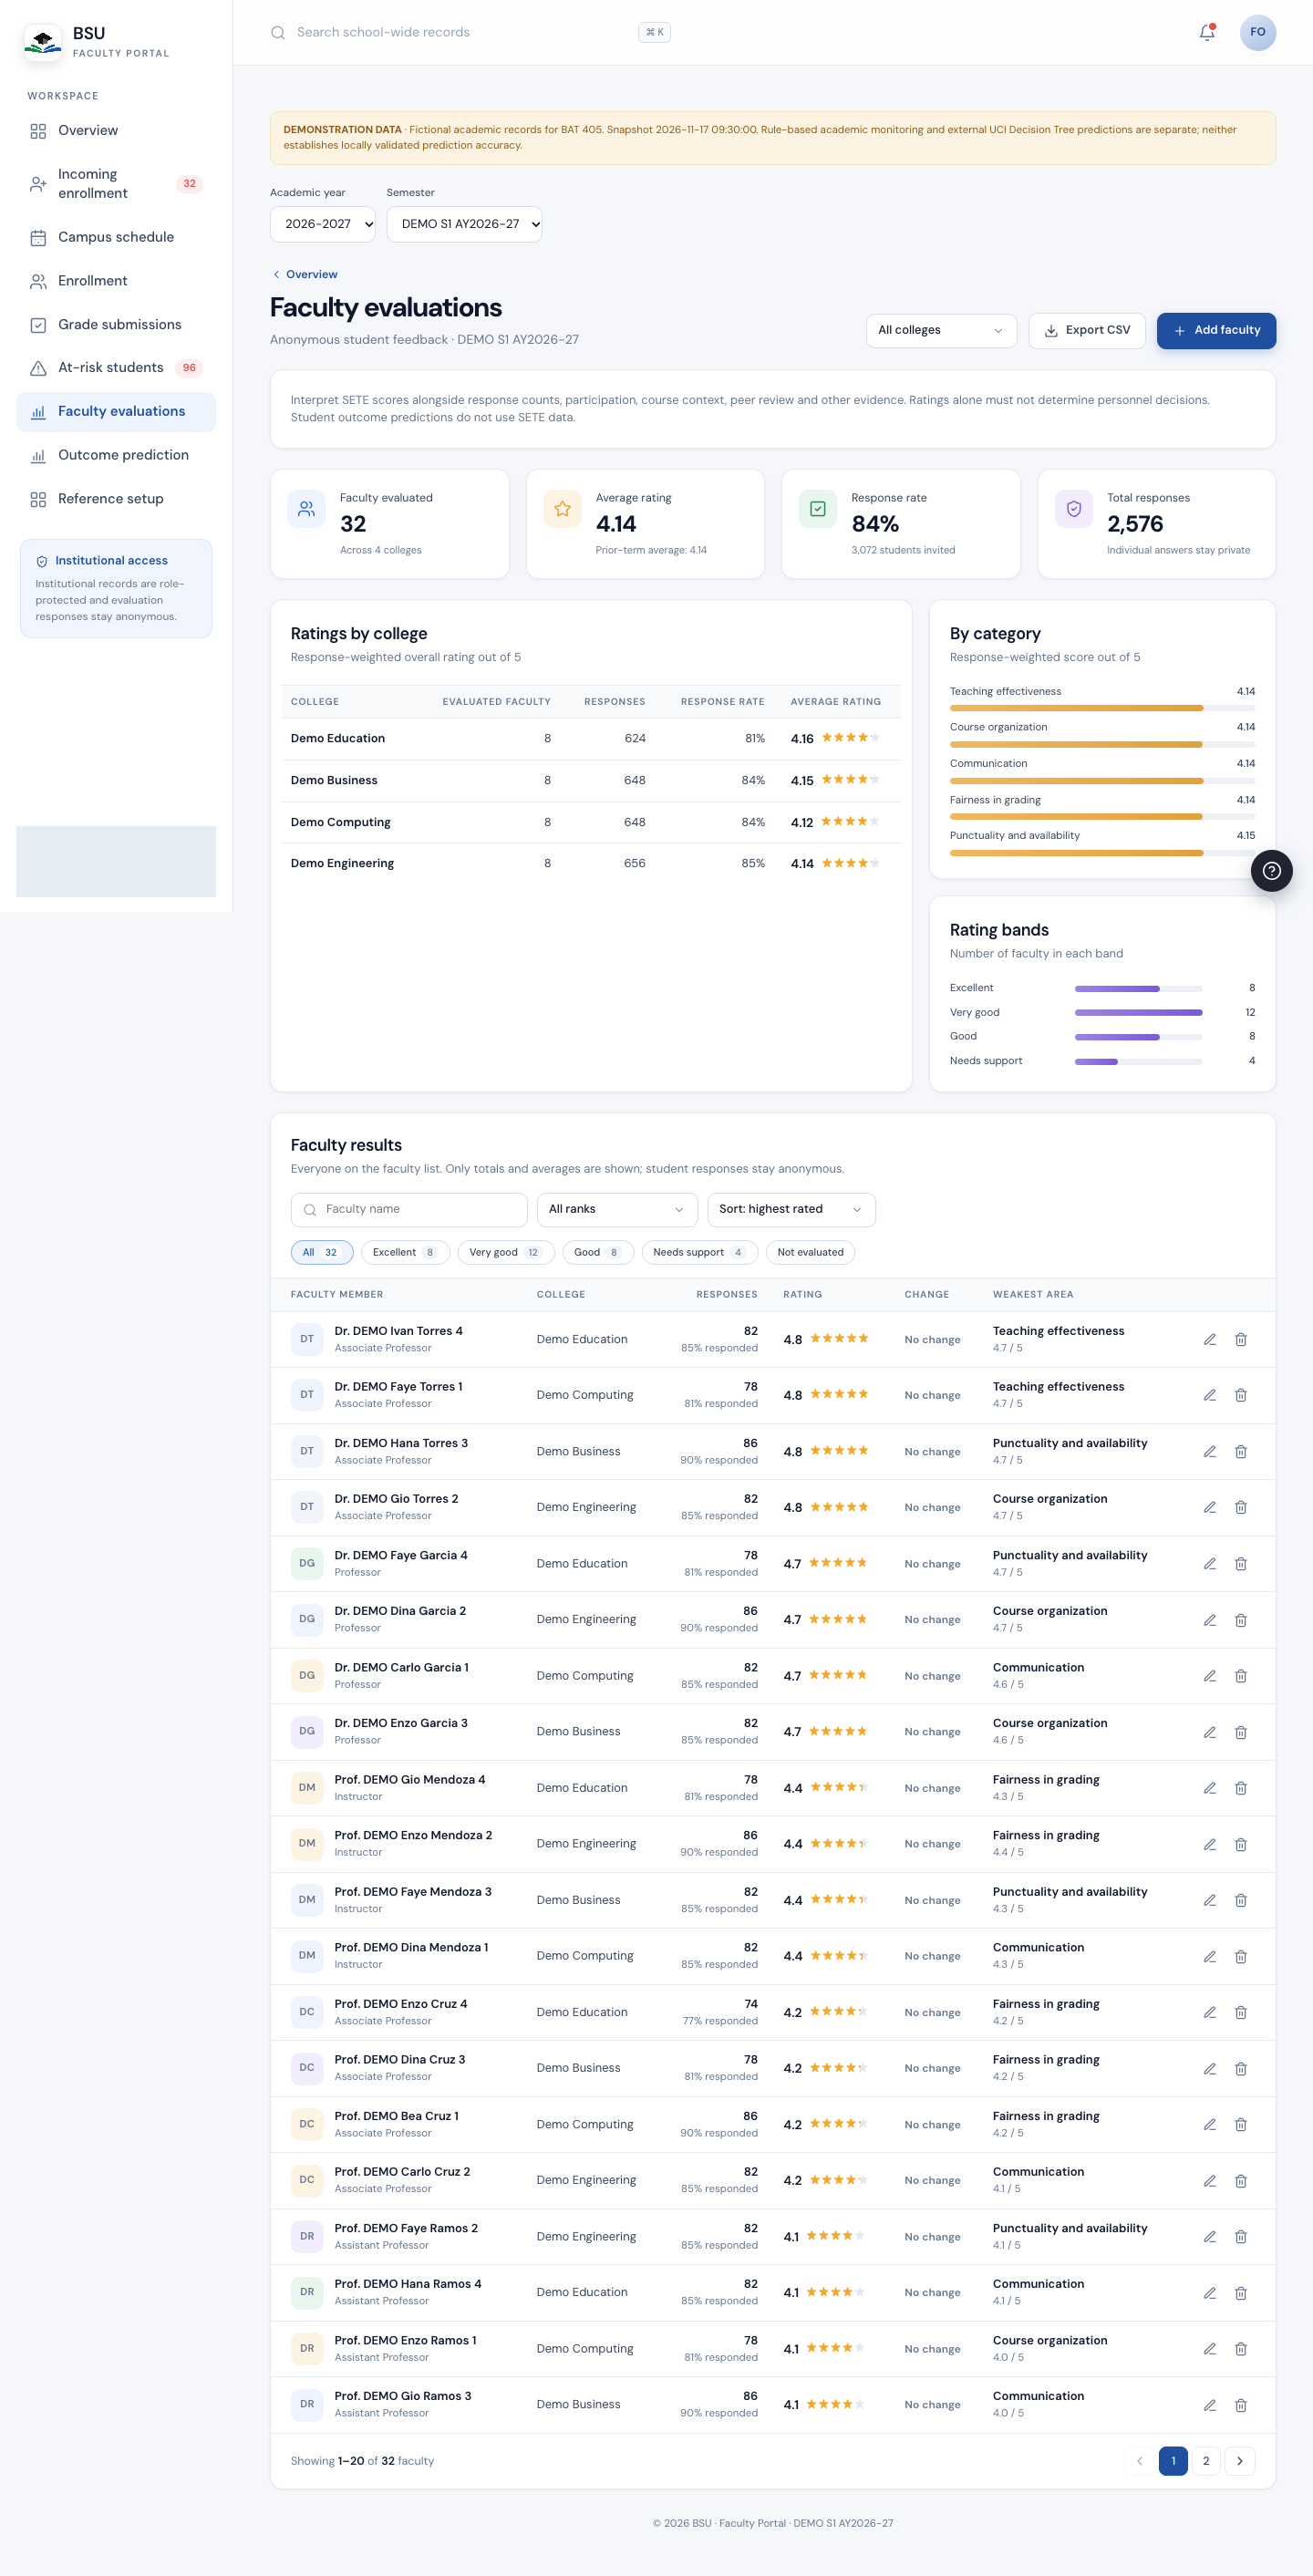 BSU
FACULTY PORTAL
WORKSPACE
Overview
Incoming
enrollment
32
Campus schedule
Enrollment
Grade submissions
At-risk students 96
Faculty evaluations
Outcome prediction
Reference setup
Institutional access
Institutional records are role-
protected and evaluation
responses stay anonymous.
Search school-wide records
⌘ K
FO
DEMONSTRATION DATA · Fictional academic records for BAT 405. Snapshot 2026-11-17 09:30:00. Rule-based academic monitoring and external UCI Decision Tree predictions are separate; neither
establishes locally validated prediction accuracy.
Academic year Semester
2026-2027 DEMO S1 AY2026-27
Overview
Faculty evaluations
Anonymous student feedback · DEMO S1 AY2026-27
All colleges Export CSV Add faculty
Interpret SETE scores alongside response counts, participation, course context, peer review and other evidence. Ratings alone must not determine personnel decisions.
Student outcome predictions do not use SETE data.
Faculty evaluated
32
Across 4 colleges
Average rating
4.14
Prior-term average: 4.14
Response rate
84%
3,072 students invited
Total responses
2,576
Individual answers stay private
Ratings by college
Response-weighted overall rating out of 5
COLLEGE EVALUATED FACULTY RESPONSES RESPONSE RATE AVERAGE RATING
Demo Education 8 624 81% 4.16
Demo Business 8 648 84% 4.15
Demo Computing 8 648 84% 4.12
Demo Engineering 8 656 85% 4.14
By category
Response-weighted score out of 5
Teaching effectiveness 4.14
Course organization 4.14
Communication 4.14
Fairness in grading 4.14
Punctuality and availability 4.15
Rating bands
Number of faculty in each band
Excellent 8
Very good 12
Good 8
Needs support 4
Faculty results
Everyone on the faculty list. Only totals and averages are shown; student responses stay anonymous.
Faculty name All ranks Sort: highest rated
All 32 Excellent 8 Very good 12 Good 8 Needs support 4 Not evaluated
FACULTY MEMBER COLLEGE RESPONSES RATING CHANGE WEAKEST AREA
DT Dr. DEMO Ivan Torres 4 Demo Education 82 4.8 No change Teaching effectiveness
Associate Professor 85% responded 4.7 / 5
DT Dr. DEMO Faye Torres 1 Demo Computing 78 4.8 No change Teaching effectiveness
Associate Professor 81% responded 4.7 / 5
DT Dr. DEMO Hana Torres 3 Demo Business 86 4.8 No change Punctuality and availability
Associate Professor 90% responded 4.7 / 5
DT Dr. DEMO Gio Torres 2 Demo Engineering 82 4.8 No change Course organization
Associate Professor 85% responded 4.7 / 5
DG Dr. DEMO Faye Garcia 4 Demo Education 78 4.7 No change Punctuality and availability
Professor 81% responded 4.7 / 5
DG Dr. DEMO Dina Garcia 2 Demo Engineering 86 4.7 No change Course organization
Professor 90% responded 4.7 / 5
DG Dr. DEMO Carlo Garcia 1 Demo Computing 82 4.7 No change Communication
Professor 85% responded 4.6 / 5
DG Dr. DEMO Enzo Garcia 3 Demo Business 82 4.7 No change Course organization
Professor 85% responded 4.6 / 5
DM Prof. DEMO Gio Mendoza 4 Demo Education 78 4.4 No change Fairness in grading
Instructor 81% responded 4.3 / 5
DM Prof. DEMO Enzo Mendoza 2 Demo Engineering 86 4.4 No change Fairness in grading
Instructor 90% responded 4.4 / 5
DM Prof. DEMO Faye Mendoza 3 Demo Business 82 4.4 No change Punctuality and availability
Instructor 85% responded 4.3 / 5
DM Prof. DEMO Dina Mendoza 1 Demo Computing 82 4.4 No change Communication
Instructor 85% responded 4.3 / 5
DC Prof. DEMO Enzo Cruz 4 Demo Education 74 4.2 No change Fairness in grading
Associate Professor 77% responded 4.2 / 5
DC Prof. DEMO Dina Cruz 3 Demo Business 78 4.2 No change Fairness in grading
Associate Professor 81% responded 4.2 / 5
DC Prof. DEMO Bea Cruz 1 Demo Computing 86 4.2 No change Fairness in grading
Associate Professor 90% responded 4.2 / 5
DC Prof. DEMO Carlo Cruz 2 Demo Engineering 82 4.2 No change Communication
Associate Professor 85% responded 4.1 / 5
DR Prof. DEMO Faye Ramos 2 Demo Engineering 82 4.1 No change Punctuality and availability
Assistant Professor 85% responded 4.1 / 5
DR Prof. DEMO Hana Ramos 4 Demo Education 82 4.1 No change Communication
Assistant Professor 85% responded 4.1 / 5
DR Prof. DEMO Enzo Ramos 1 Demo Computing 78 4.1 No change Course organization
Assistant Professor 81% responded 4.0 / 5
DR Prof. DEMO Gio Ramos 3 Demo Business 86 4.1 No change Communication
Assistant Professor 90% responded 4.0 / 5
Showing 1–20 of 32 faculty 1 2
© 2026 BSU · Faculty Portal · DEMO S1 AY2026-27